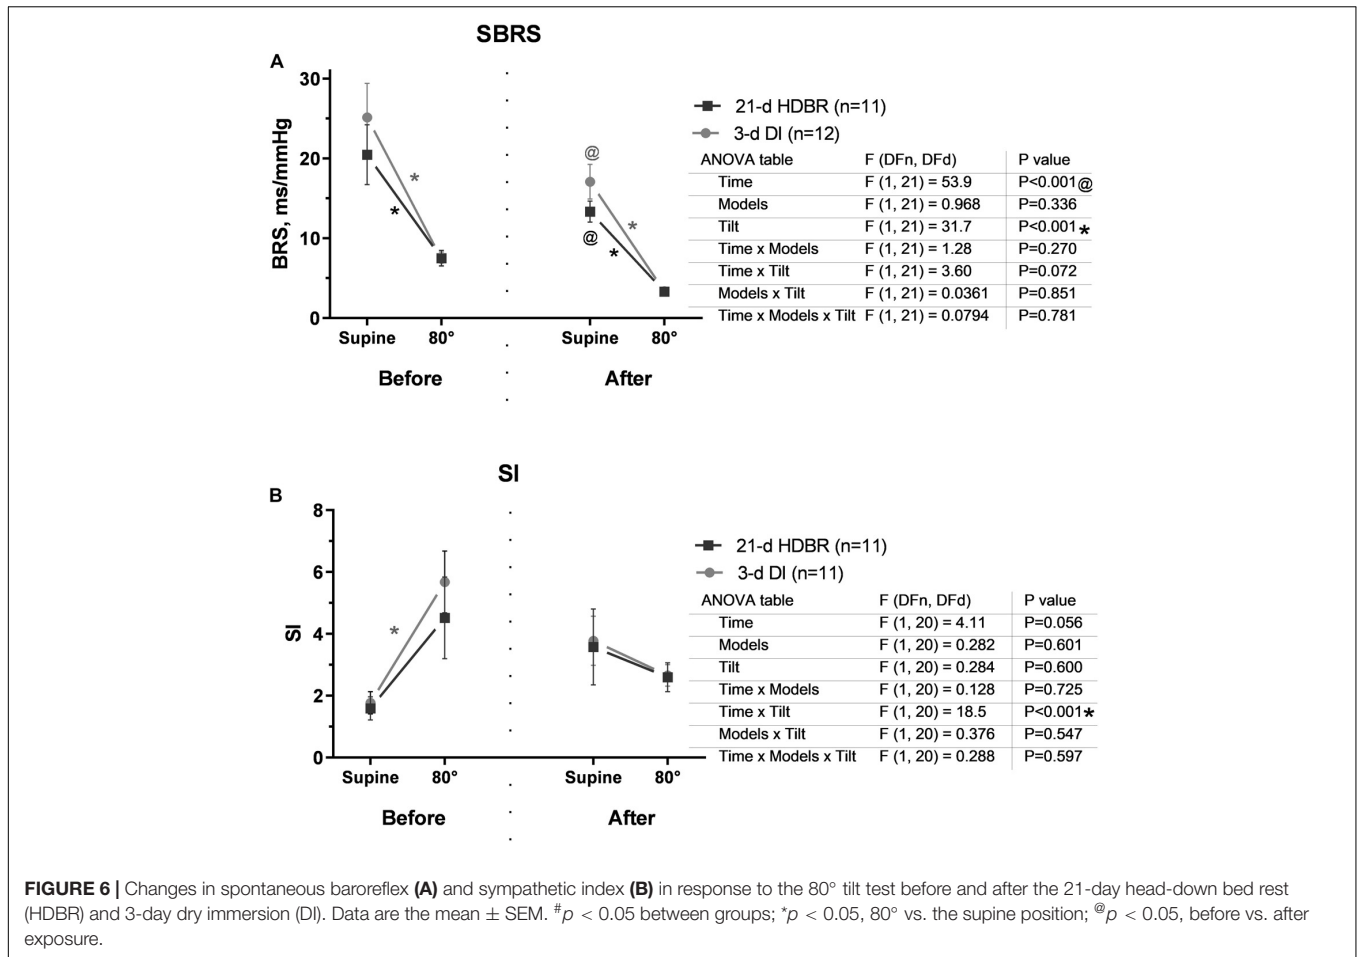 SBRS
A
BRS, ms/mmHg
30
20
10
0
*
*
@
@
*
*
Supine 80° Supine 80°
Before After
21-d HDBR (n=11)
3-d DI (n=12)
ANOVA table F (DFn, DFd) P value
Time F (1, 21) = 53.9 P<0.001@
Models F (1, 21) = 0.968 P=0.336
Tilt F (1, 21) = 31.7 P<0.001*
Time x Models F (1, 21) = 1.28 P=0.270
Time x Tilt F (1, 21) = 3.60 P=0.072
Models x Tilt F (1, 21) = 0.0361 P=0.851
Time x Models x Tilt F (1, 21) = 0.0794 P=0.781
SI
B
SI
8
6
4
2
0
*
Supine 80° Supine 80°
Before After
21-d HDBR (n=11)
3-d DI (n=11)
ANOVA table F (DFn, DFd) P value
Time F (1, 20) = 4.11 P=0.056
Models F (1, 20) = 0.282 P=0.601
Tilt F (1, 20) = 0.284 P=0.600
Time x Models F (1, 20) = 0.128 P=0.725
Time x Tilt F (1, 20) = 18.5 P<0.001*
Models x Tilt F (1, 20) = 0.376 P=0.547
Time x Models x Tilt F (1, 20) = 0.288 P=0.597
FIGURE 6 | Changes in spontaneous baroreflex (A) and sympathetic index (B) in response to the 80° tilt test before and after the 21-day head-down bed rest
(HDBR) and 3-day dry immersion (DI). Data are the mean ± SEM. #p < 0.05 between groups; *p < 0.05, 80° vs. the supine position; @p < 0.05, before vs. after
exposure.